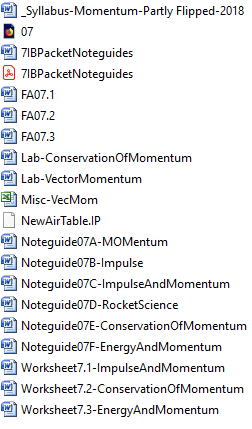 _Syllabus-Momentum-Partly Flipped-2018
07
7IBPacketNoteguides
7IBPacketNoteguides
FA07.1
FA07.2
FA07.3
Lab-ConservationOfMomentum
Lab-VectorMomentum
Misc-VecMom
NewAirTable.IP
Noteguide07A-MOMentum
Noteguide07B-Impulse
Noteguide07C-ImpulseAndMomentum
Noteguide07D-RocketScience
Noteguide07E-ConservationOfMomentum
Noteguide07F-EnergyAndMomentum
Worksheet7.1-ImpulseAndMomentum
Worksheet7.2-ConservationOfMomentum
Worksheet7.3-EnergyAndMomentum